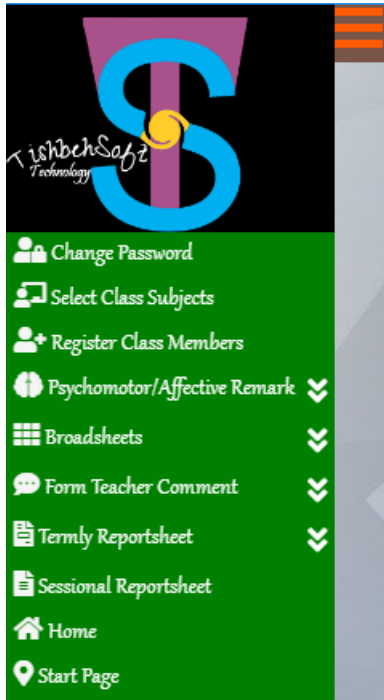 TishbehSoft
Technology
Change Password
Select Class Subjects
Register Class Members
Psychomotor/Affective Remark
Broadsheets
Form Teacher Comment
Termly Reportsheet
Sessional Reportsheet
Home
Start Page